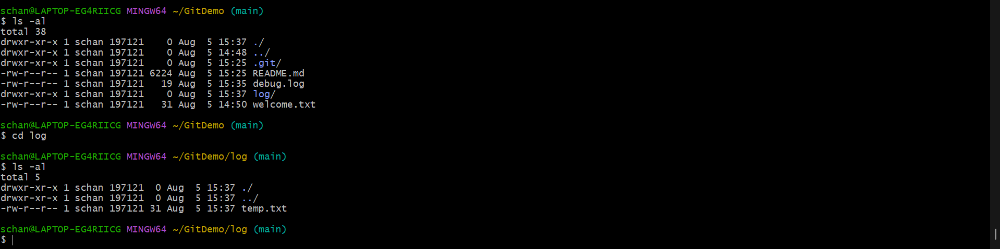 schan@LAPTOP-EG4RIICG MINGW64 ~/GitDemo (main)
$ ls -al
total 38
drwxr-xr-x 1 schan 197121    0 Aug  5 15:37 ./
drwxr-xr-x 1 schan 197121    0 Aug  5 14:48 ../
drwxr-xr-x 1 schan 197121    0 Aug  5 15:25 .git/
-rw-r--r-- 1 schan 197121 6224 Aug  5 15:25 README.md
-rw-r--r-- 1 schan 197121   19 Aug  5 15:35 debug.log
drwxr-xr-x 1 schan 197121    0 Aug  5 15:37 log/
-rw-r--r-- 1 schan 197121   31 Aug  5 14:50 welcome.txt

schan@LAPTOP-EG4RIICG MINGW64 ~/GitDemo (main)
$ cd log

schan@LAPTOP-EG4RIICG MINGW64 ~/GitDemo/log (main)
$ ls -al
total 5
drwxr-xr-x 1 schan 197121  0 Aug  5 15:37 ./
drwxr-xr-x 1 schan 197121  0 Aug  5 15:37 ../
-rw-r--r-- 1 schan 197121 31 Aug  5 15:37 temp.txt

schan@LAPTOP-EG4RIICG MINGW64 ~/GitDemo/log (main)
$